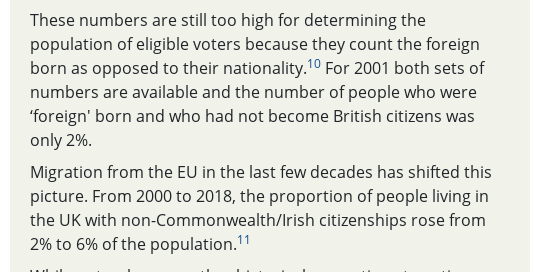 These numbers are still too high for determining the
population of eligible voters because they count the foreign
born as opposed to their nationality.10 For 2001 both sets of
numbers are available and the number of people who were
‘foreign' born and who had not become British citizens was
only 2%.
Migration from the EU in the last few decades has shifted this
picture. From 2000 to 2018, the proportion of people living in
the UK with non-Commonwealth/Irish citizenships rose from
2% to 6% of the population.11